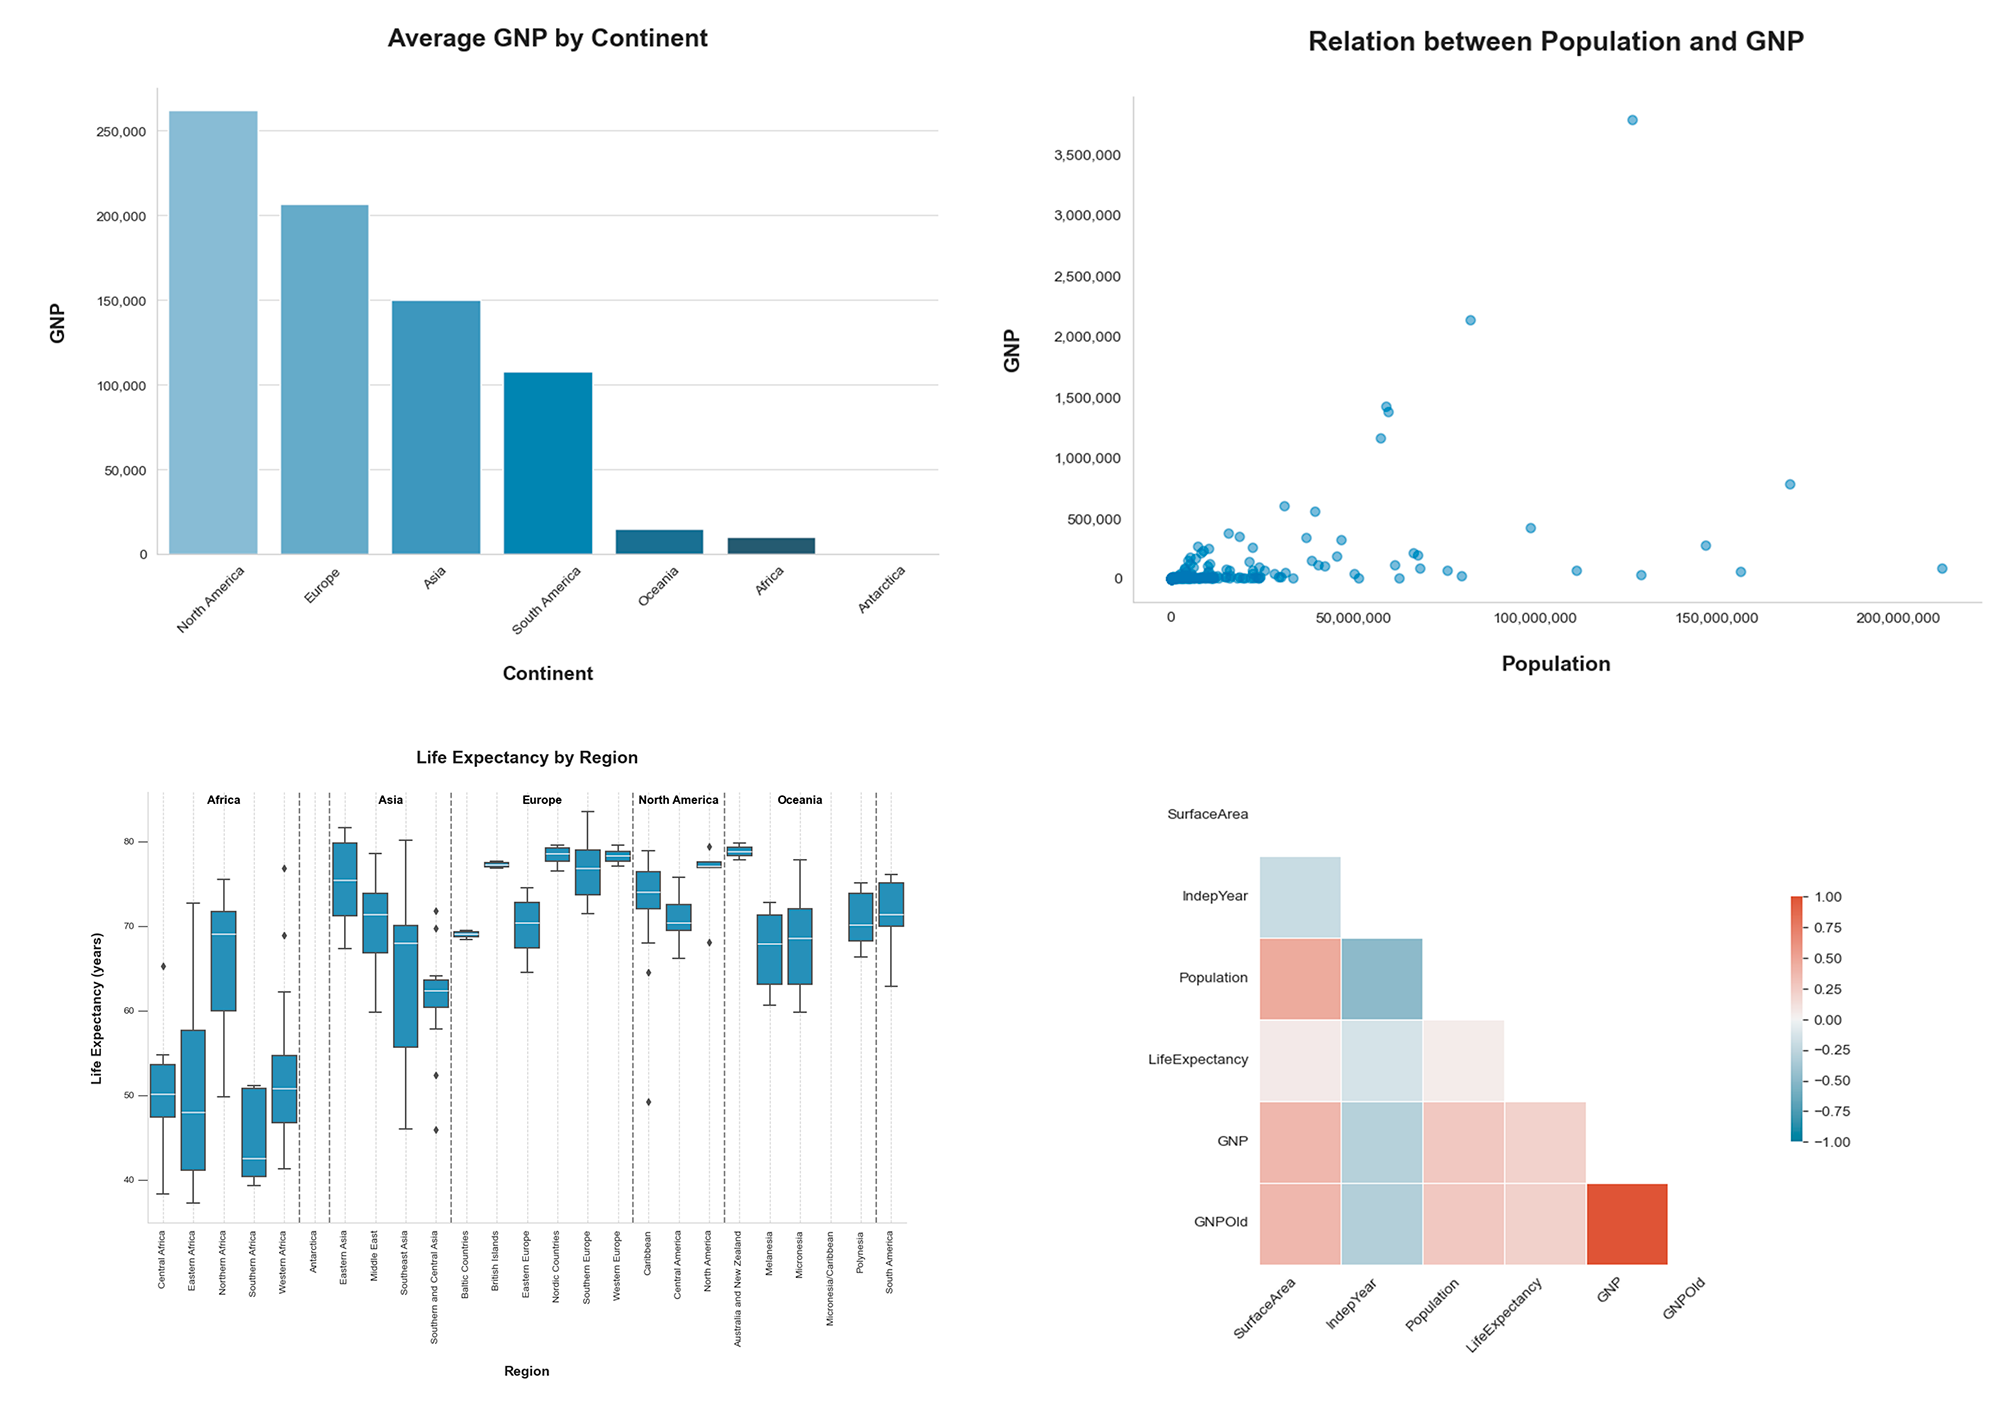 Average GNP by Continent
GNP
250,000
200,000
150,000
100,000
50,000
0
North America
Europe
Asia
South America
Oceania
Africa
Antarctica
Continent
Relation between Population and GNP
GNP
3,500,000
3,000,000
2,500,000
2,000,000
1,500,000
1,000,000
500,000
0
0
50,000,000
100,000,000
150,000,000
200,000,000
Population
Life Expectancy by Region
Africa
Asia
Europe
North America
Oceania
Life Expectancy (years)
80
70
60
50
40
Central Africa
Eastern Africa
Northern Africa
Southern Africa
Western Africa
Antarctica
Eastern Asia
Middle East
Southeast Asia
Southern and Central Asia
Baltic Countries
British Islands
Eastern Europe
Nordic Countries
Southern Europe
Western Europe
Caribbean
Central America
North America
Australia and New Zealand
Melanesia
Micronesia
Micronesia/Caribbean
Polynesia
South America
Region
SurfaceArea
IndepYear
Population
LifeExpectancy
GNP
GNPOld
SurfaceArea
IndepYear
Population
LifeExpectancy
GNP
GNPOld
1.00
0.75
0.50
0.25
0.00
−0.25
−0.50
−0.75
−1.00